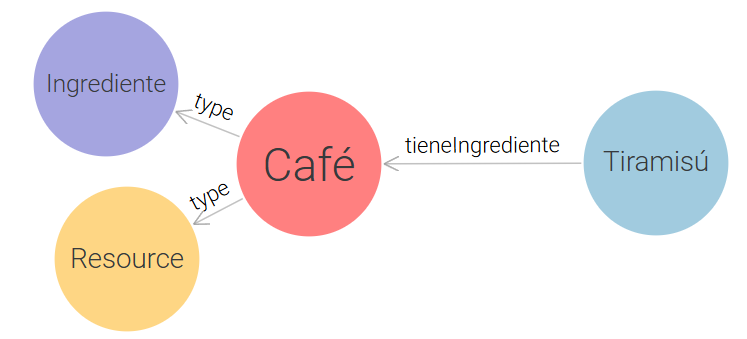 Ingrediente
type
Café
tieneIngrediente
Tiramisú
type
Resource